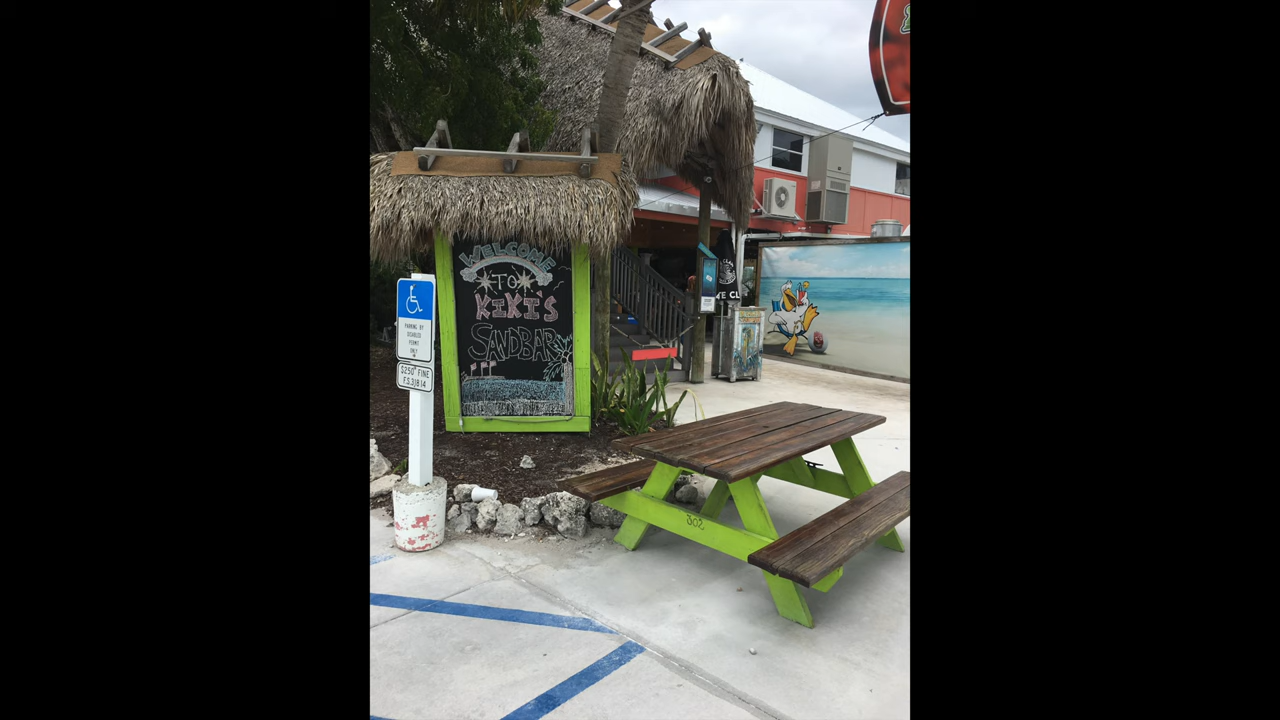 WELCOME
TO
KIKI'S
SANDBAR
PARKING BY
DISABLED
PERMIT
ONLY
$250 FINE
F.S.318.14
302